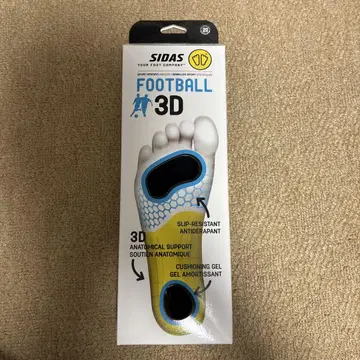 SIDAS
YOUR FOOT COMPANY
FOOTBALL
3D
SLIP-RESISTANT
ANTIDÉRAPANT
3D
ANATOMICAL SUPPORT
SOUTIEN ANATOMIQUE
CUSHIONING GEL
GEL AMORTISSANT